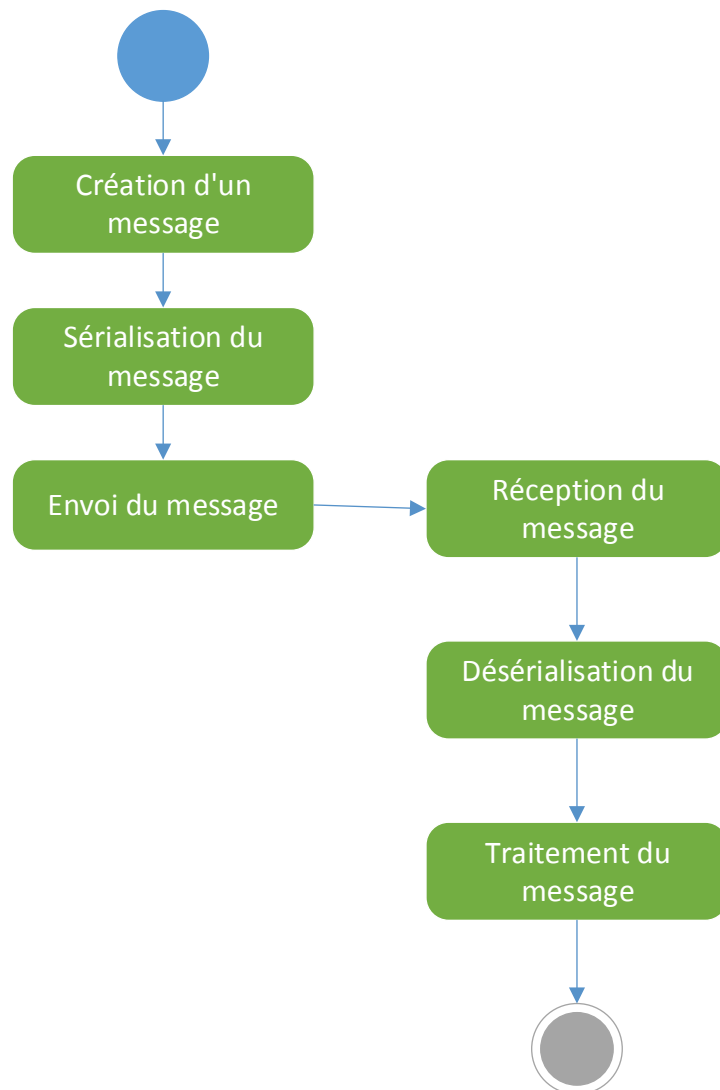 Création d'un
message
Sérialisation du
message
Envoi du message
Réception du
message
Désérialisation du
message
Traitement du
message